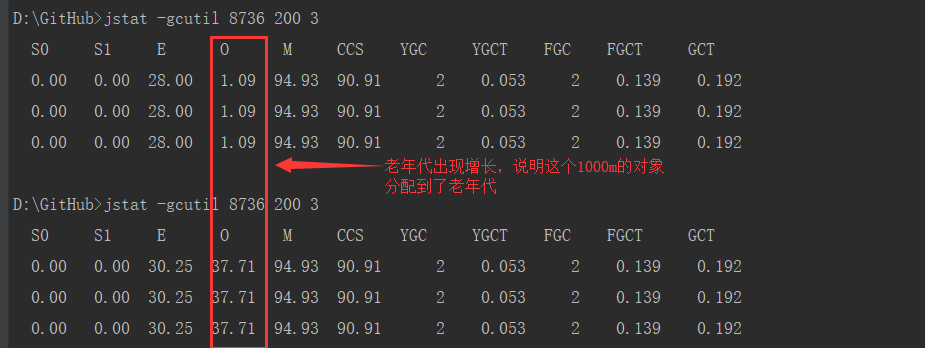 D:\GitHub>jstat -gcutil 8736 200 3
S0 S1 E O M CCS YGC YGCT FGC FGCT GCT
0.00 0.00 28.00 1.09 94.93 90.91 2 0.053 2 0.139 0.192
0.00 0.00 28.00 1.09 94.93 90.91 2 0.053 2 0.139 0.192
0.00 0.00 28.00 1.09 94.93 90.91 2 0.053 2 0.139 0.192
老年代出现增长，说明这个1000m的对象
分配到了老年代
D:\GitHub>jstat -gcutil 8736 200 3
S0 S1 E O M CCS YGC YGCT FGC FGCT GCT
0.00 0.00 30.25 37.71 94.93 90.91 2 0.053 2 0.139 0.192
0.00 0.00 30.25 37.71 94.93 90.91 2 0.053 2 0.139 0.192
0.00 0.00 30.25 37.71 94.93 90.91 2 0.053 2 0.139 0.192